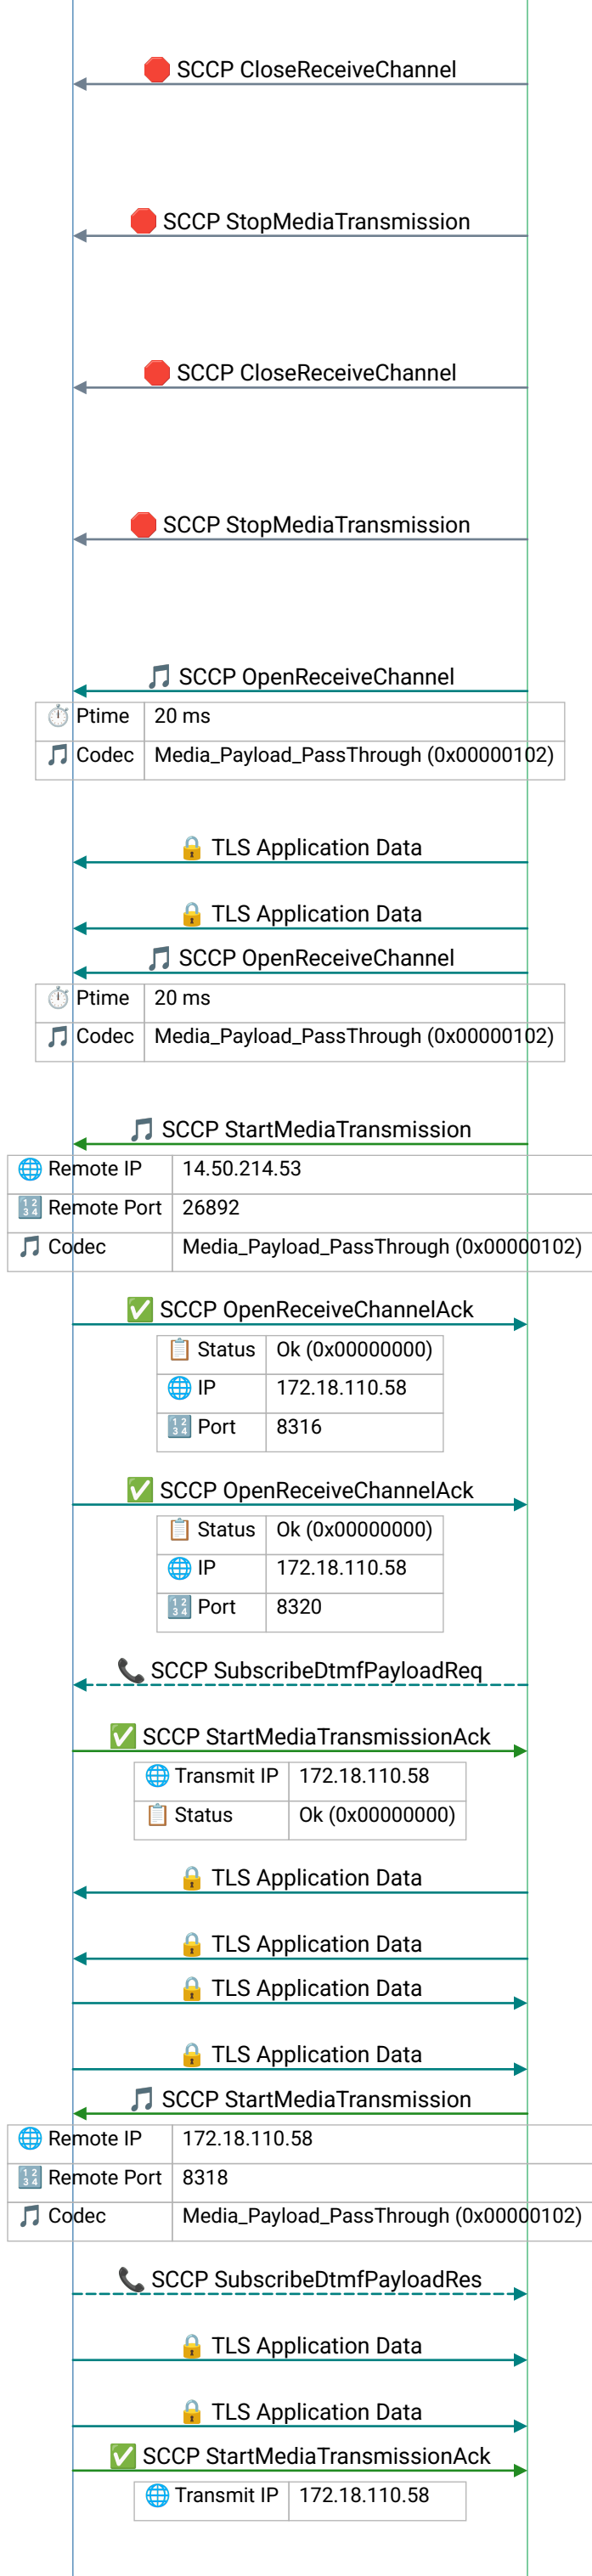 🛑 SCCP CloseReceiveChannel
🛑 SCCP StopMediaTransmission
🛑 SCCP CloseReceiveChannel
🛑 SCCP StopMediaTransmission
🎵 SCCP OpenReceiveChannel
⏱️ Ptime 20 ms
🎵 Codec Media_Payload_PassThrough (0x00000102)
🔒 TLS Application Data
🔒 TLS Application Data
🎵 SCCP OpenReceiveChannel
⏱️ Ptime 20 ms
🎵 Codec Media_Payload_PassThrough (0x00000102)
🎵 SCCP StartMediaTransmission
🌐 Remote IP 14.50.214.53
🔢 Remote Port 26892
🎵 Codec Media_Payload_PassThrough (0x00000102)
✅ SCCP OpenReceiveChannelAck
📋 Status Ok (0x00000000)
🌐 IP 172.18.110.58
🔢 Port 8316
✅ SCCP OpenReceiveChannelAck
📋 Status Ok (0x00000000)
🌐 IP 172.18.110.58
🔢 Port 8320
📞 SCCP SubscribeDtmfPayloadReq
✅ SCCP StartMediaTransmissionAck
🌐 Transmit IP 172.18.110.58
📋 Status Ok (0x00000000)
🔒 TLS Application Data
🔒 TLS Application Data
🔒 TLS Application Data
🔒 TLS Application Data
🎵 SCCP StartMediaTransmission
🌐 Remote IP 172.18.110.58
🔢 Remote Port 8318
🎵 Codec Media_Payload_PassThrough (0x00000102)
📞 SCCP SubscribeDtmfPayloadRes
🔒 TLS Application Data
🔒 TLS Application Data
✅ SCCP StartMediaTransmissionAck
🌐 Transmit IP 172.18.110.58